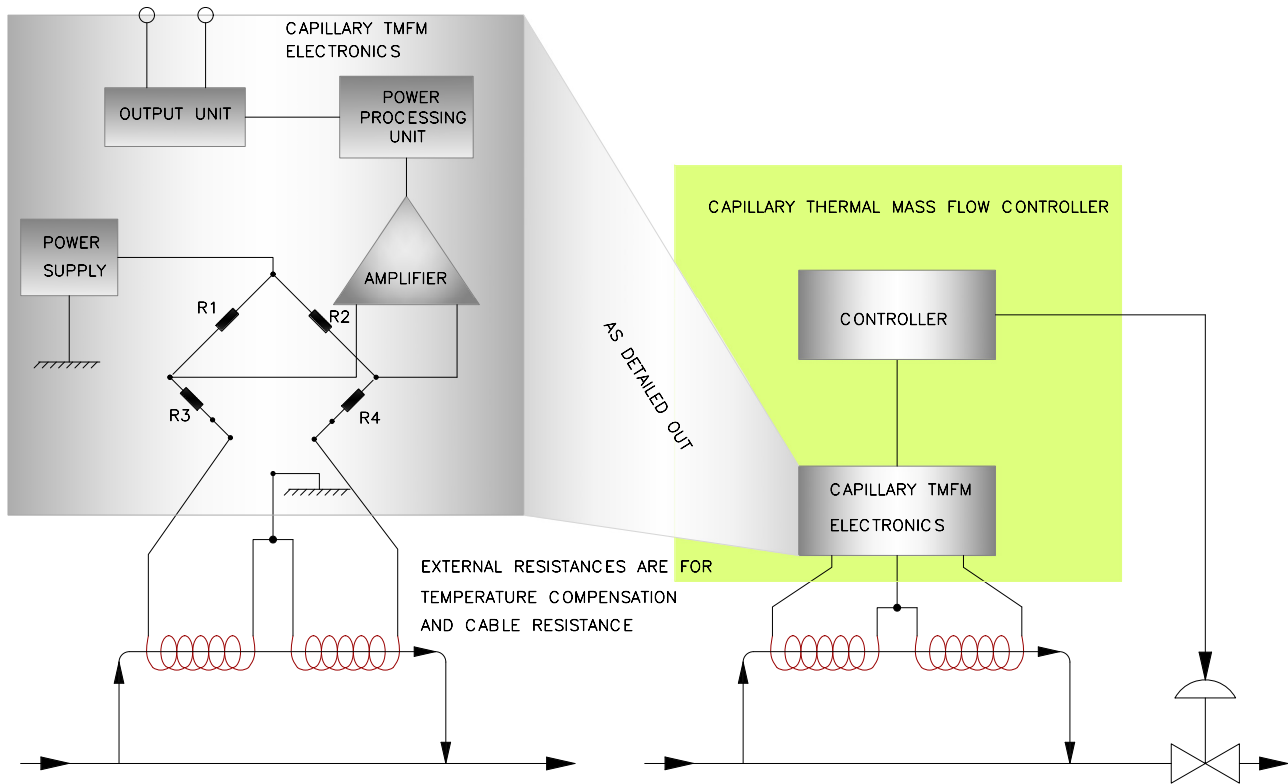 CAPILLARY TMFM
ELECTRONICS
OUTPUT UNIT
POWER
PROCESSING
UNIT
POWER
SUPPLY
AMPLIFIER
R1
R2
R3
R4
AS DETAILED OUT
EXTERNAL RESISTANCES ARE FOR
TEMPERATURE COMPENSATION
AND CABLE RESISTANCE
CAPILLARY THERMAL MASS FLOW CONTROLLER
CONTROLLER
CAPILLARY TMFM
ELECTRONICS